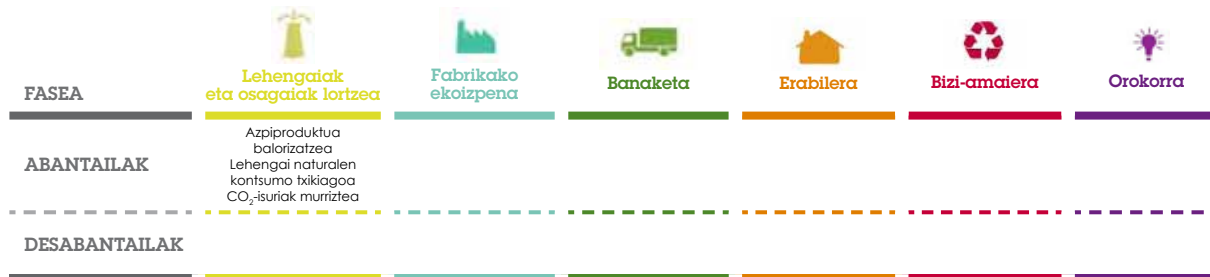 FASEA
Lehengaiak
eta osagaiak lortzea
Fabrikako
ekoizpena
Banaketa
Erabilera
Bizi-amaiera
Orokorra
ABANTAILAK
Azpiproduktua
balorizatzea
Lehengai naturalen
kontsumo txikiagoa
CO₂-isuriak murriztea
DESABANTAILAK